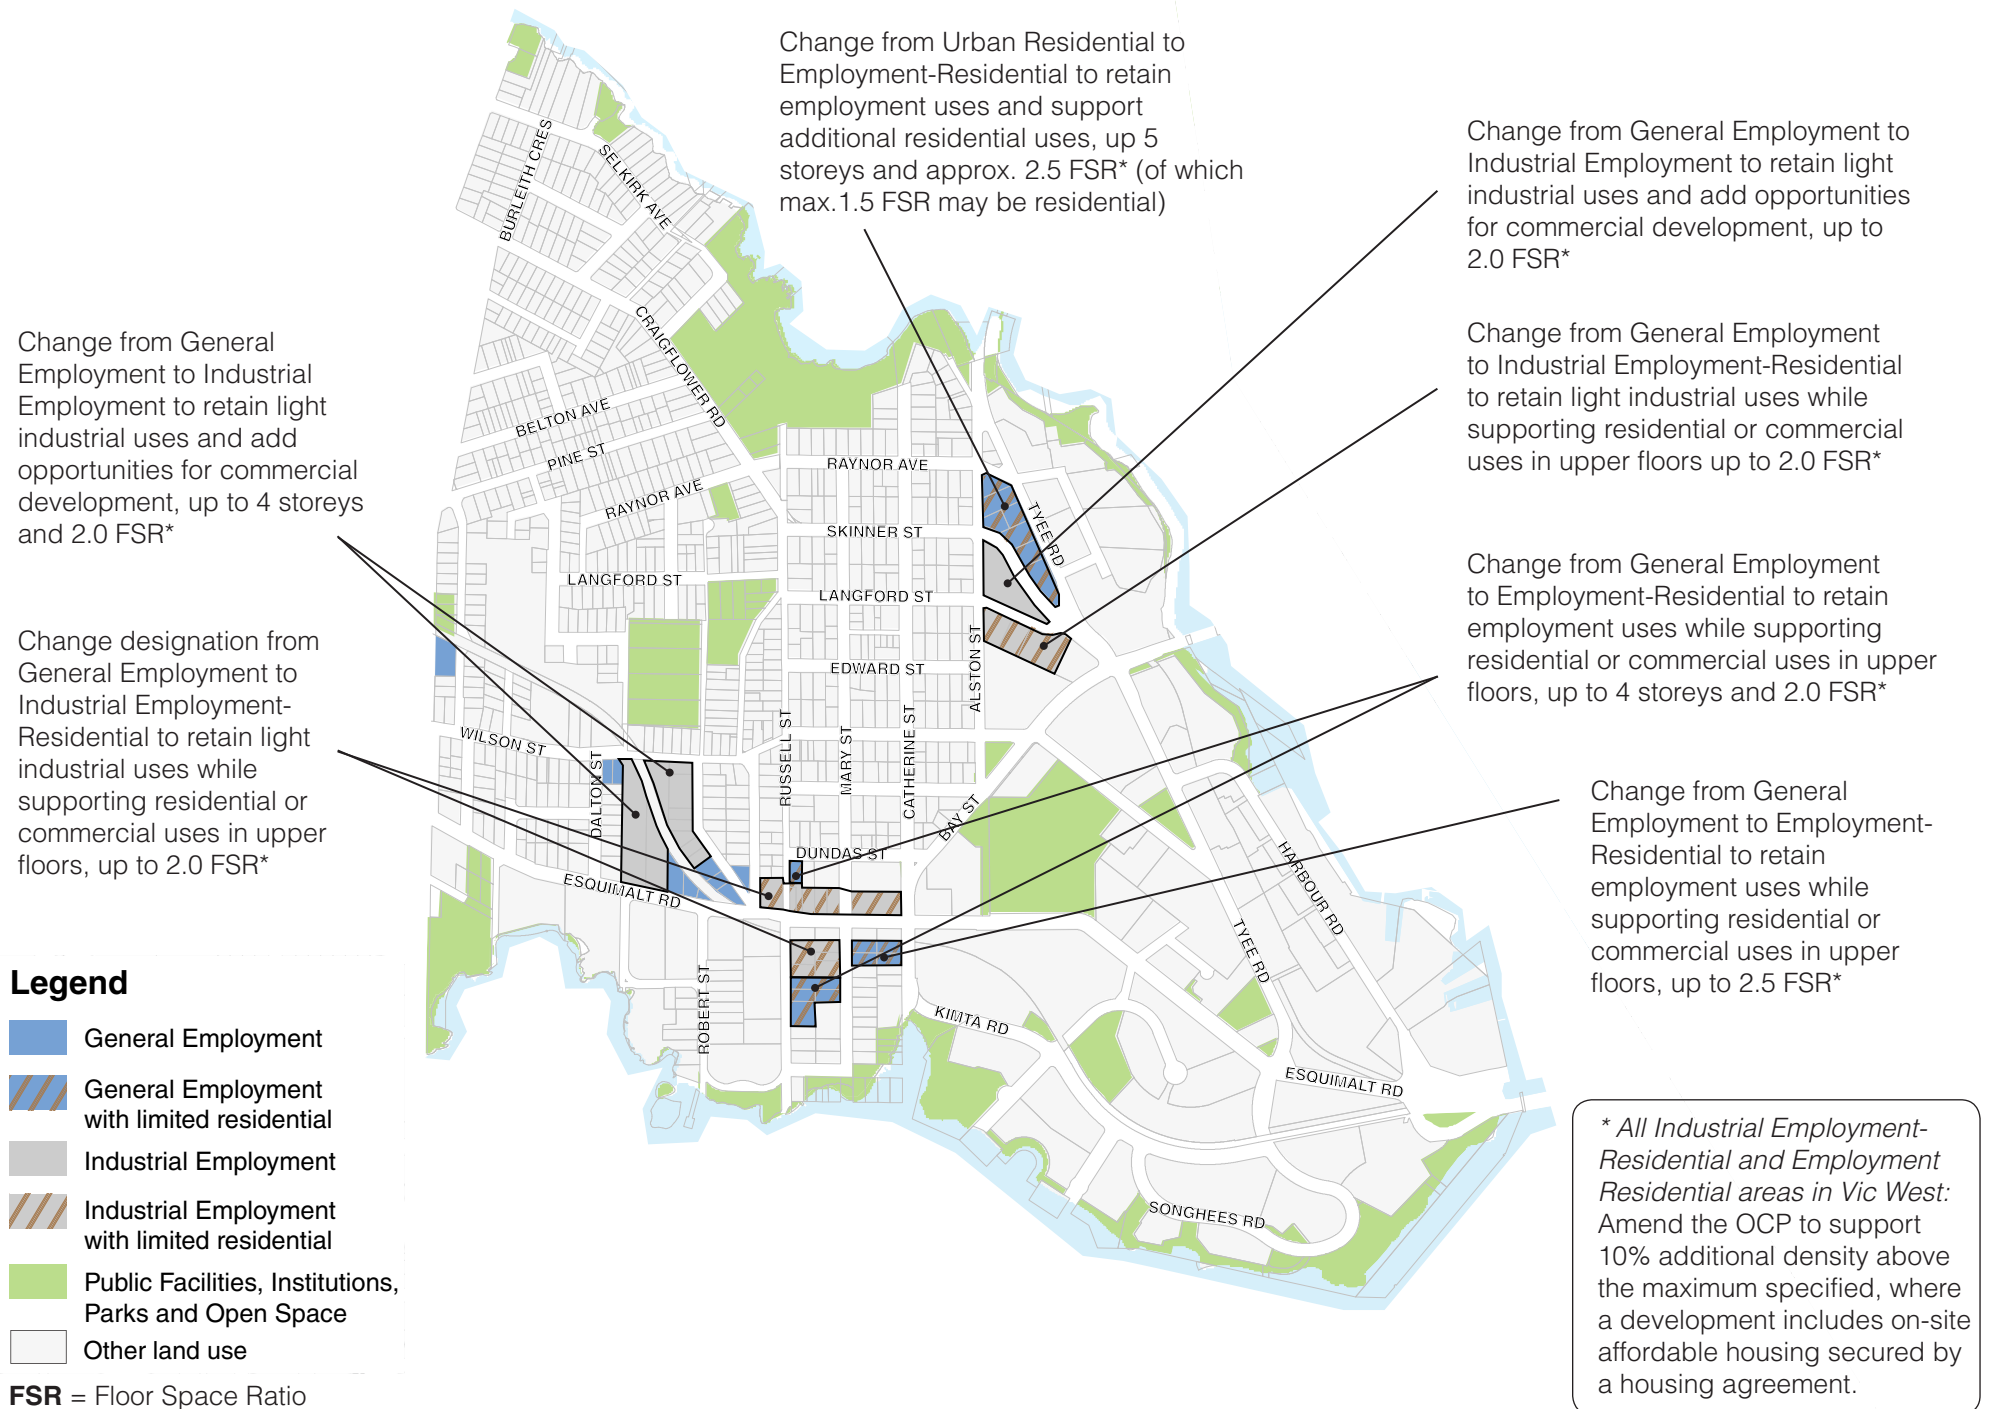 Change from Urban Residential to
Employment-Residential to retain
employment uses and support
additional residential uses, up 5
storeys and approx. 2.5 FSR* (of which
max.1.5 FSR may be residential)
Change from General Employment to
Industrial Employment to retain light
industrial uses and add opportunities
for commercial development, up to
2.0 FSR*
Change from General Employment
to Industrial Employment-Residential
to retain light industrial uses while
supporting residential or commercial
uses in upper floors up to 2.0 FSR*
Change from General Employment
to Employment-Residential to retain
employment uses while supporting
residential or commercial uses in upper
floors, up to 4 storeys and 2.0 FSR*
Change from General
Employment to Employment-
Residential to retain
employment uses while
supporting residential or
commercial uses in upper
floors, up to 2.5 FSR*
Change from General
Employment to Industrial
Employment to retain light
industrial uses and add
opportunities for commercial
development, up to 4 storeys
and 2.0 FSR*
Change designation from
General Employment to
Industrial Employment-
Residential to retain light
industrial uses while
supporting residential or
commercial uses in upper
floors, up to 2.0 FSR*
BURLEITH CRES
SELKIRK AVE
CRAIGFLOWER RD
BELTON AVE
PINE ST
RAYNOR AVE
RAYNOR AVE
SKINNER ST
TYEE RD
LANGFORD ST
LANGFORD ST
EDWARD ST
ALSTON ST
WILSON ST
DALTON ST
RUSSELL ST
MARY ST
CATHERINE ST
BAY ST
DUNDAS ST
ESQUIMALT RD
HARBOUR RD
TYEE RD
ROBERT ST
KIMTA RD
ESQUIMALT RD
SONGHEES RD
Legend
General Employment
General Employment
with limited residential
Industrial Employment
Industrial Employment
with limited residential
Public Facilities, Institutions,
Parks and Open Space
Other land use
FSR = Floor Space Ratio
* All Industrial Employment-
Residential and Employment
Residential areas in Vic West:
Amend the OCP to support
10% additional density above
the maximum specified, where
a development includes on-site
affordable housing secured by
a housing agreement.